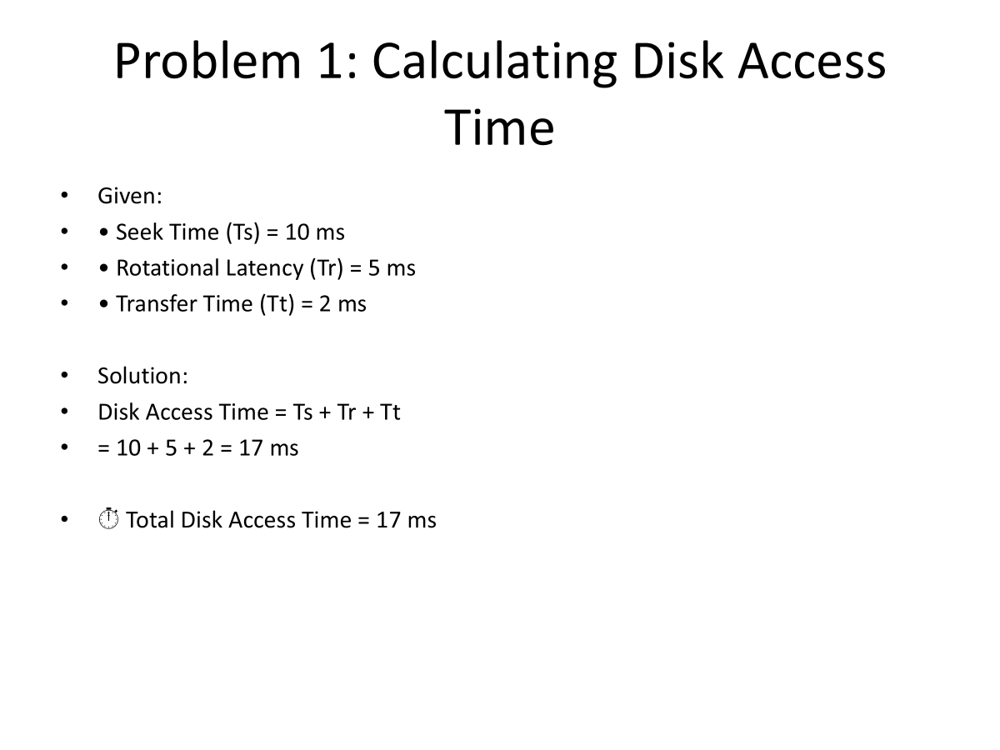 Problem 1: Calculating Disk Access
Time
• Given:
• • Seek Time (Ts) = 10 ms
• • Rotational Latency (Tr) = 5 ms
• • Transfer Time (Tt) = 2 ms
• Solution:
• Disk Access Time = Ts + Tr + Tt
• = 10 + 5 + 2 = 17 ms
• ⏱ Total Disk Access Time = 17 ms